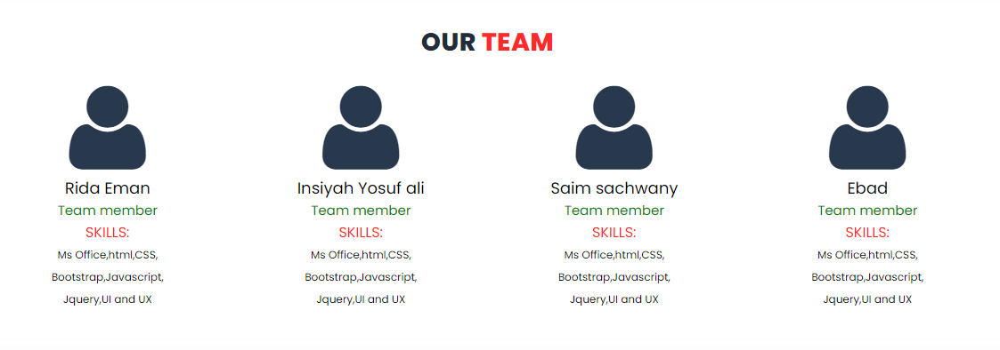 OUR TEAM
Rida Eman
Team member
SKILLS:
Ms Office,html,CSS,
Bootstrap,Javascript,
Jquery,UI and UX
Insiyah Yosuf ali
Team member
SKILLS:
Ms Office,html,CSS,
Bootstrap,Javascript,
Jquery,UI and UX
Saim sachwany
Team member
SKILLS:
Ms Office,html,CSS,
Bootstrap,Javascript,
Jquery,UI and UX
Ebad
Team member
SKILLS:
Ms Office,html,CSS,
Bootstrap,Javascript,
Jquery,UI and UX